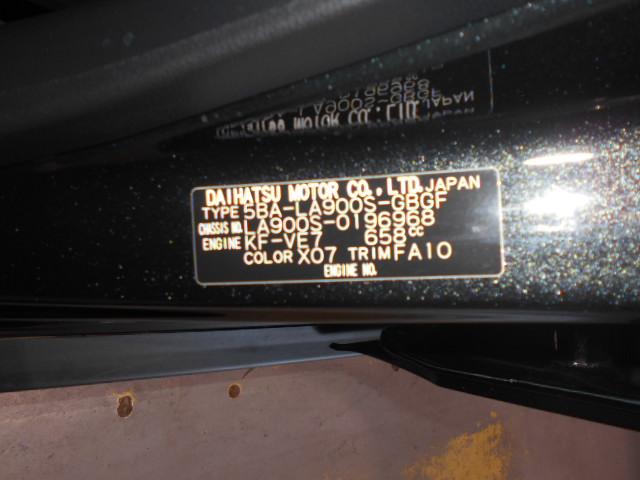 DAIHATSU MOTOR CO., LTD. JAPAN
TYPE 5BA-LA900S-GBGF
CHASSIS NO. LA900S-0196968
ENGINE KF-VE7 658cc
COLOR X07 TRIM FA10
ENGINE NO.